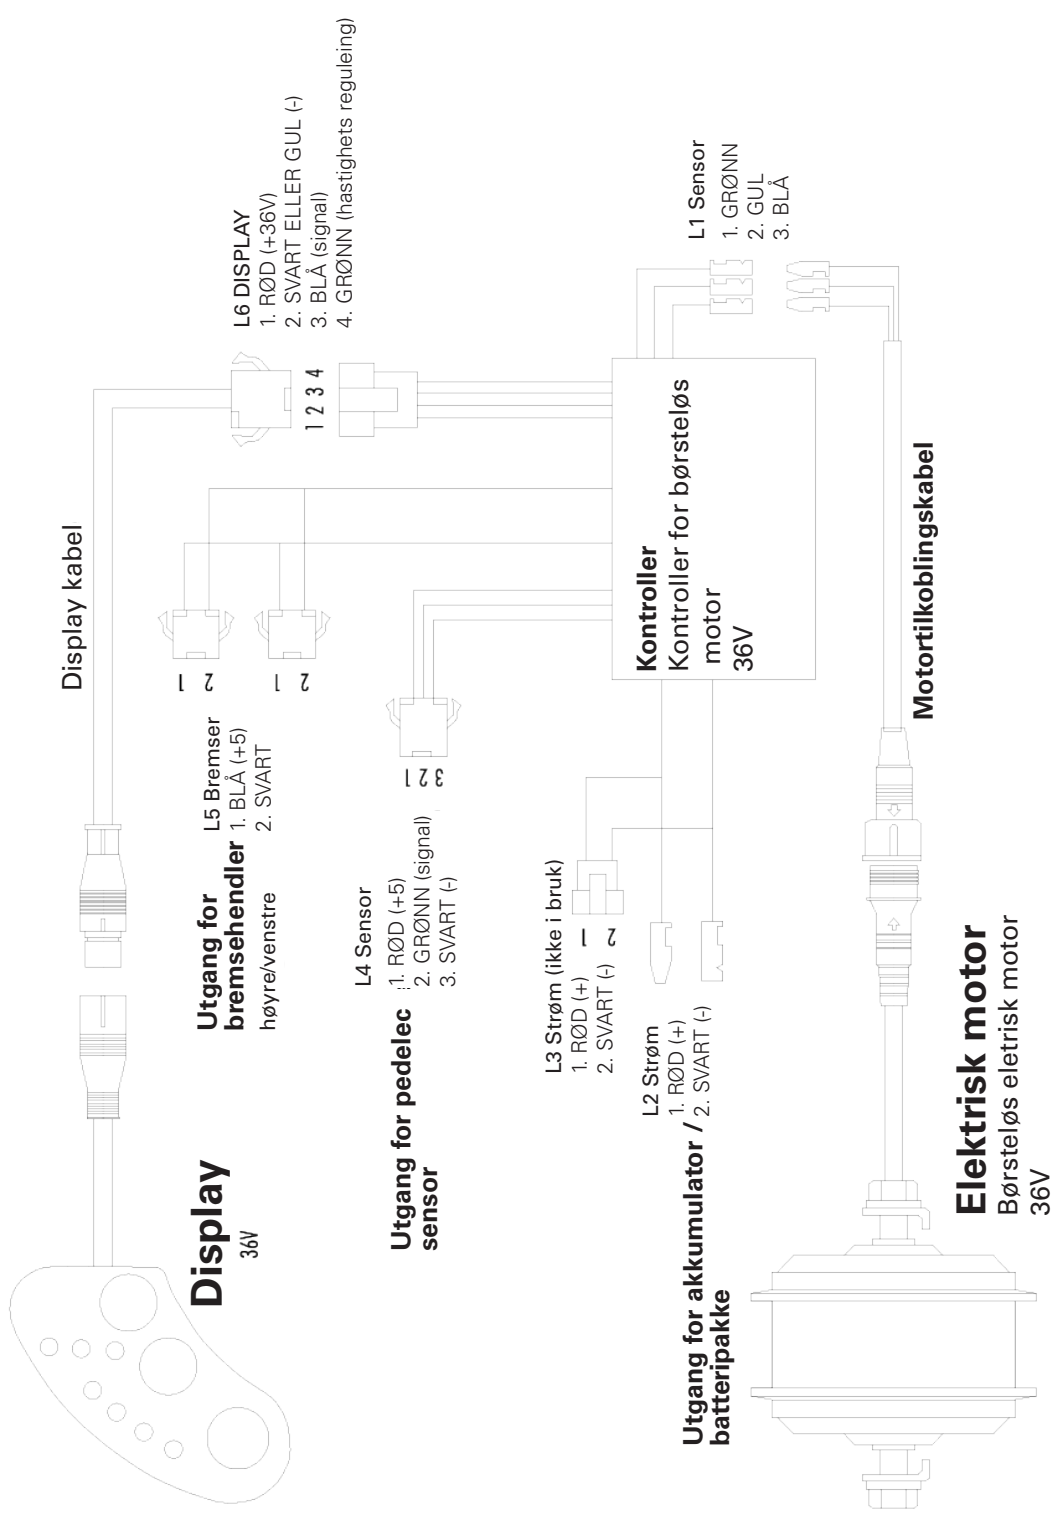 Display
36V
Display kabel
L6 DISPLAY
1. RØD (+36V)
2. SVART ELLER GUL (-)
3. BLÅ (signal)
4. GRØNN (hastighets reguleing)
1 2 3 4
Utgang for
bremsehendler
høyre/venstre
L5 Bremser
1. BLÅ (+5)
2. SVART
1 2
1 2
Utgang for pedelec
sensor
L4 Sensor
1. RØD (+5)
2. GRØNN (signal)
3. SVART (-)
1 2 3
L3 Strøm (ikke i bruk)
1. RØD (+)
2. SVART (-)
1 2
Utgang for akkumulator /
batteripakke
L2 Strøm
1. RØD (+)
2. SVART (-)
Kontroller
Kontroller for børsteløs
motor
36V
L1 Sensor
1. GRØNN
2. GUL
3. BLÅ
Motortilkoblingskabel
Elektrisk motor
Børsteløs eletrisk motor
36V